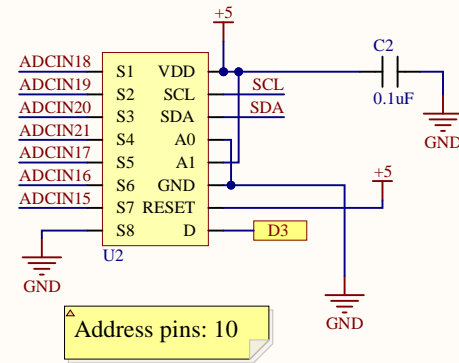 +5
C2
ADCIN18 S1 VDD
ADCIN19 S2 SCL SCL
0.1uF
ADCIN20 S3 SDA SDA
ADCIN21 S4 A0
GND
ADCIN17 S5 A1
ADCIN16 S6 GND
+5
ADCIN15 S7 RESET
S8 D D3
U2
GND
GND
Address pins: 10